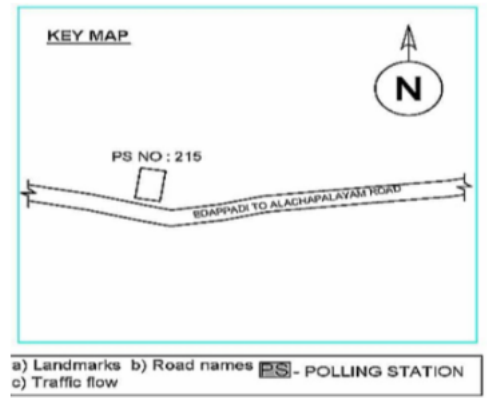 KEY MAP
N
PS NO : 215
EDAPPADI TO ALACHAPALAYAM ROAD
a) Landmarks b) Road names PS - POLLING STATION
c) Traffic flow